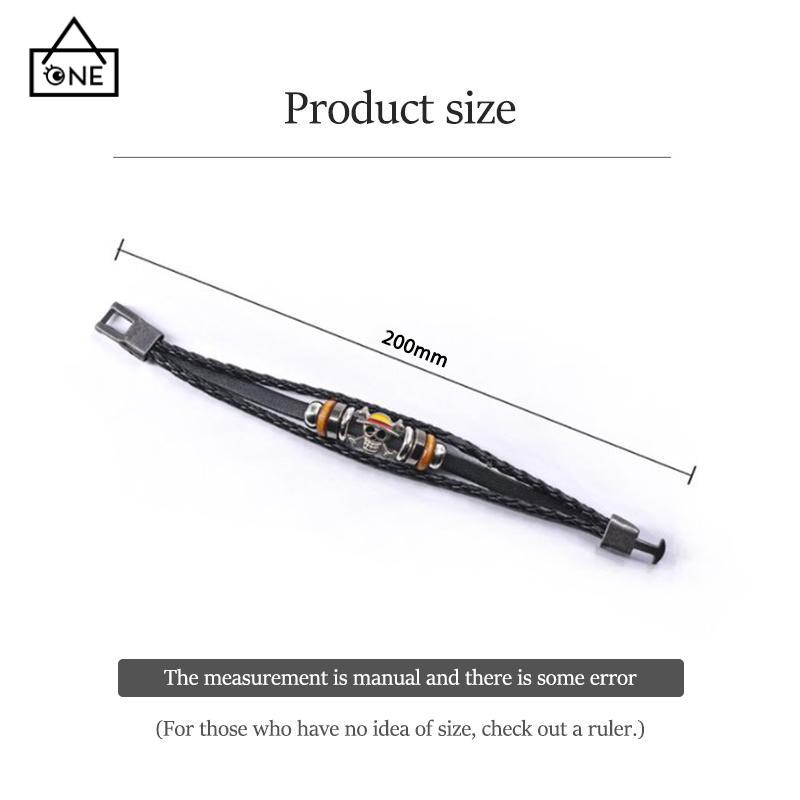 ONE
Product size
200mm
The measurement is manual and there is some error
(For those who have no idea of size, check out a ruler.)